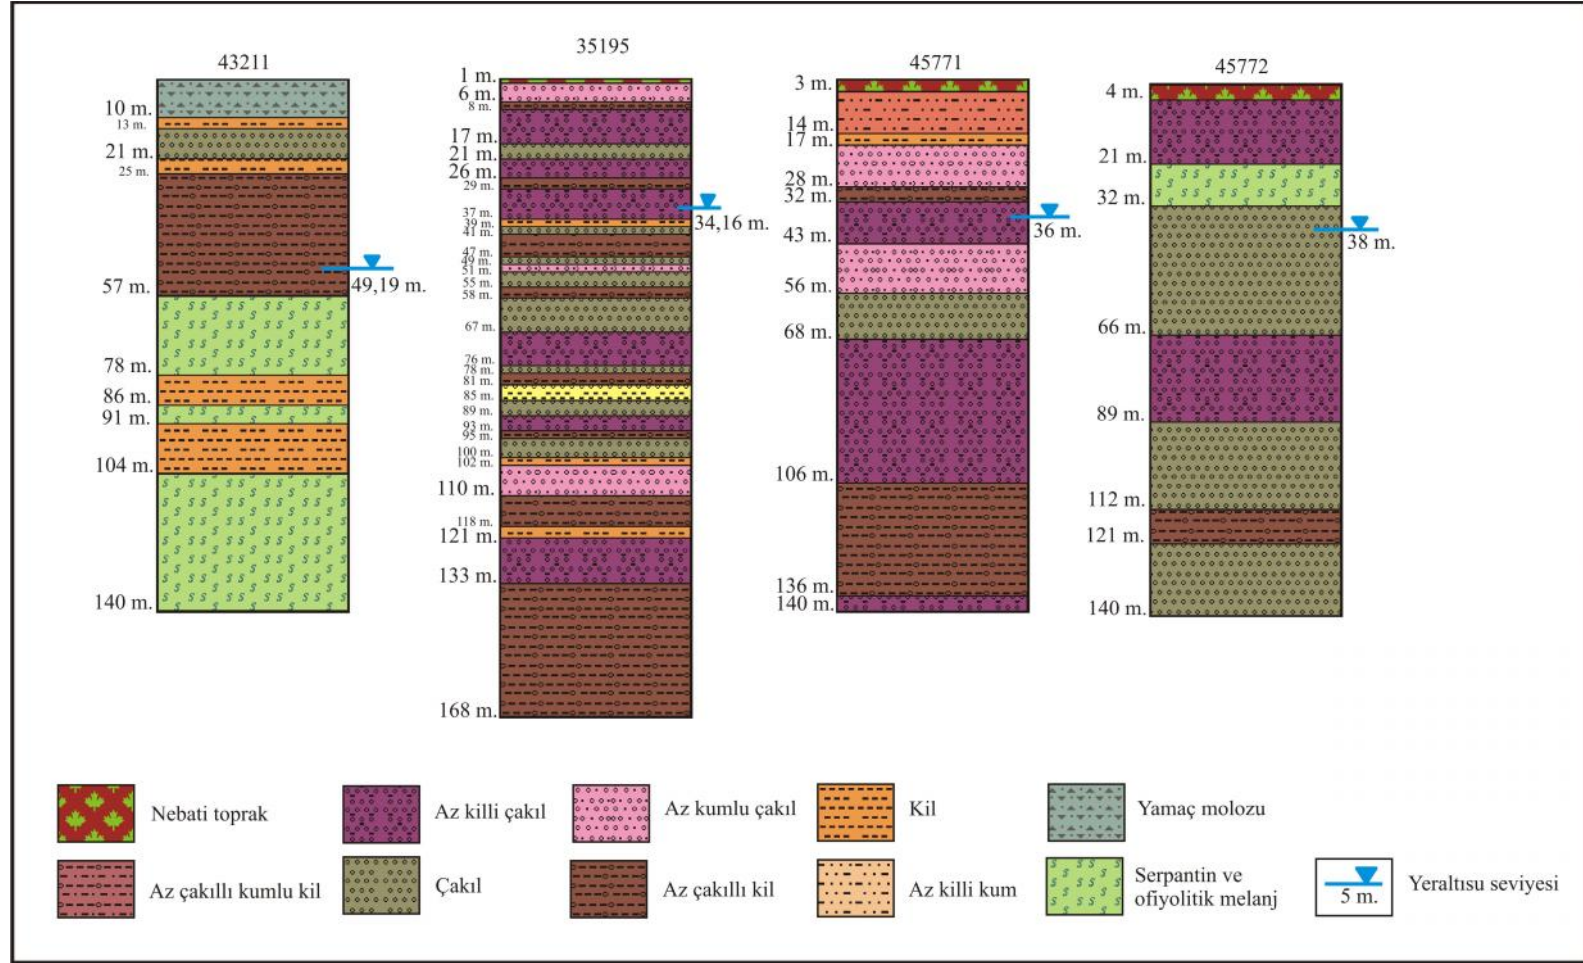 43211
10 m.
13 m.
21 m.
25 m.
57 m.
49,19 m.
78 m.
86 m.
91 m.
104 m.
140 m.
35195
1 m.
6 m.
8 m.
17 m.
21 m.
26 m.
29 m.
37 m.
34,16 m.
39 m.
41 m.
47 m.
49 m.
51 m.
55 m.
58 m.
67 m.
76 m.
78 m.
81 m.
85 m.
89 m.
93 m.
95 m.
100 m.
102 m.
110 m.
118 m.
121 m.
133 m.
168 m.
45771
3 m.
14 m.
17 m.
28 m.
32 m.
36 m.
43 m.
56 m.
68 m.
106 m.
136 m.
140 m.
45772
4 m.
21 m.
32 m.
38 m.
66 m.
89 m.
112 m.
121 m.
140 m.
Nebati toprak
Az killi çakıl
Az kumlu çakıl
Kil
Yamaç molozu
Az çakıllı kumlu kil
Çakıl
Az çakıllı kil
Az killi kum
Serpantin ve
ofiyolitik melanj
5 m.
Yeraltısu seviyesi